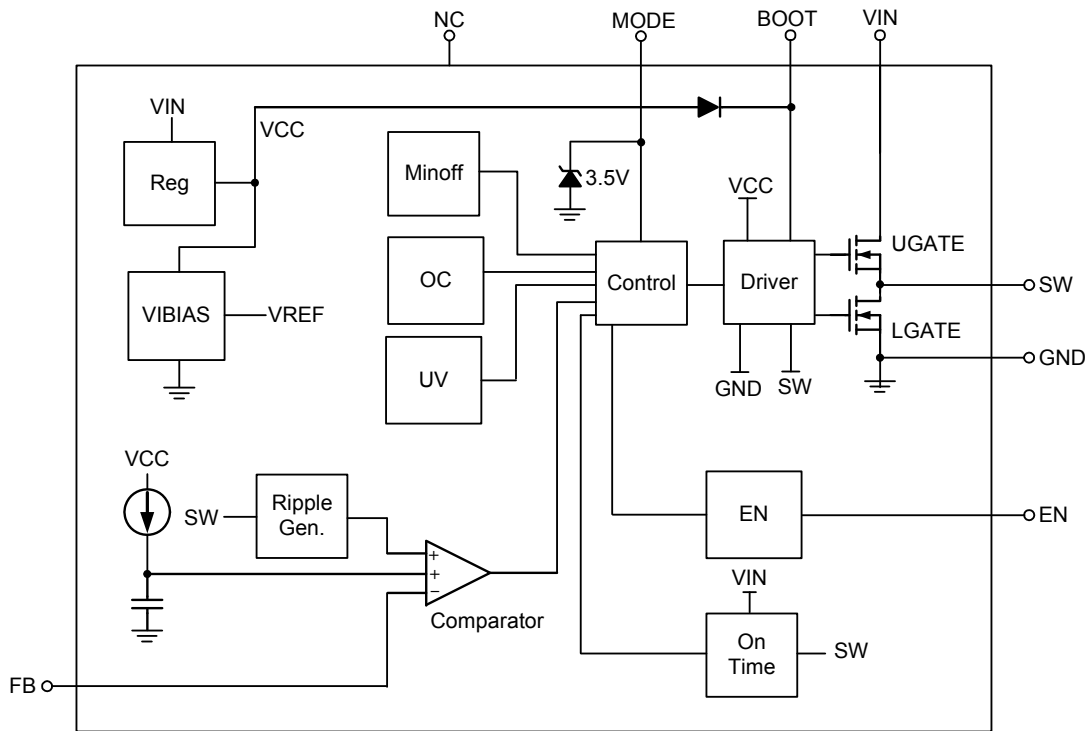 NC
MODE
BOOT
VIN
VIN
VCC
Reg
Minoff
3.5V
VCC
UGATE
OC
Control
Driver
SW
VIBIAS
VREF
LGATE
GND
UV
GND
SW
VCC
SW
Ripple
Gen.
EN
EN
+
+
−
VIN
Comparator
On
Time
SW
FB